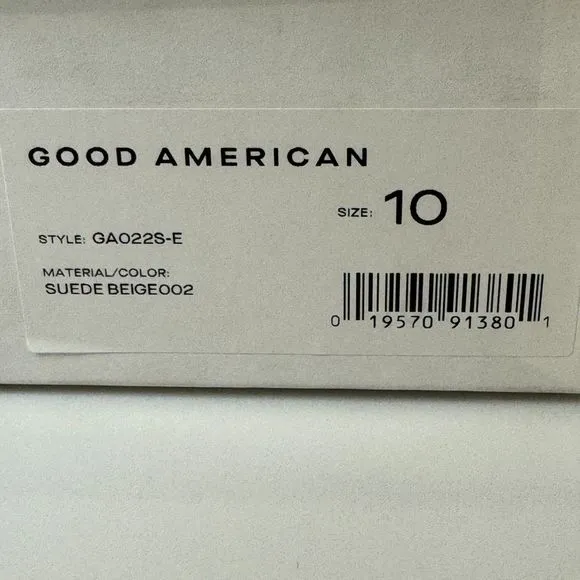 GOOD AMERICAN
SIZE: 10
STYLE: GA022S-E
MATERIAL/COLOR:
SUEDE BEIGE002
0 19570 91380 1